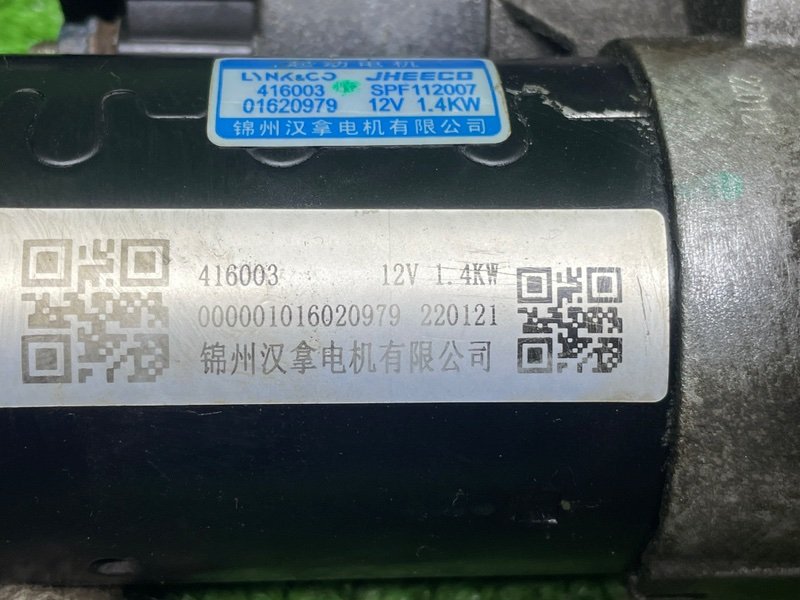 起动电机
LYNK&CO JHEECO
416003 SPF112007
01620979 12V 1.4KW
锦州汉拿电机有限公司
416003 12V 1.4KW
000001016020979 220121
锦州汉拿电机有限公司